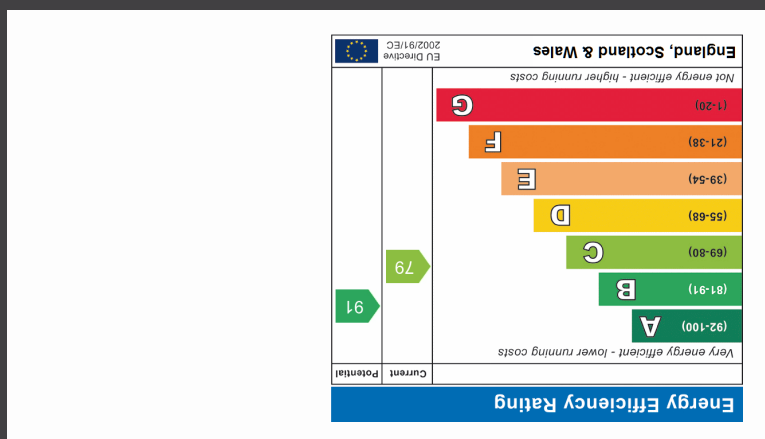 Energy Efficiency Rating
Current Potential
Very energy efficient - lower running costs
(92-100) A
(81-91) B
(69-80) C
(55-68) D
(39-54) E
(21-38) F
(1-20) G
79
91
Not energy efficient - higher running costs
England, Scotland & Wales
EU Directive
2002/91/EC